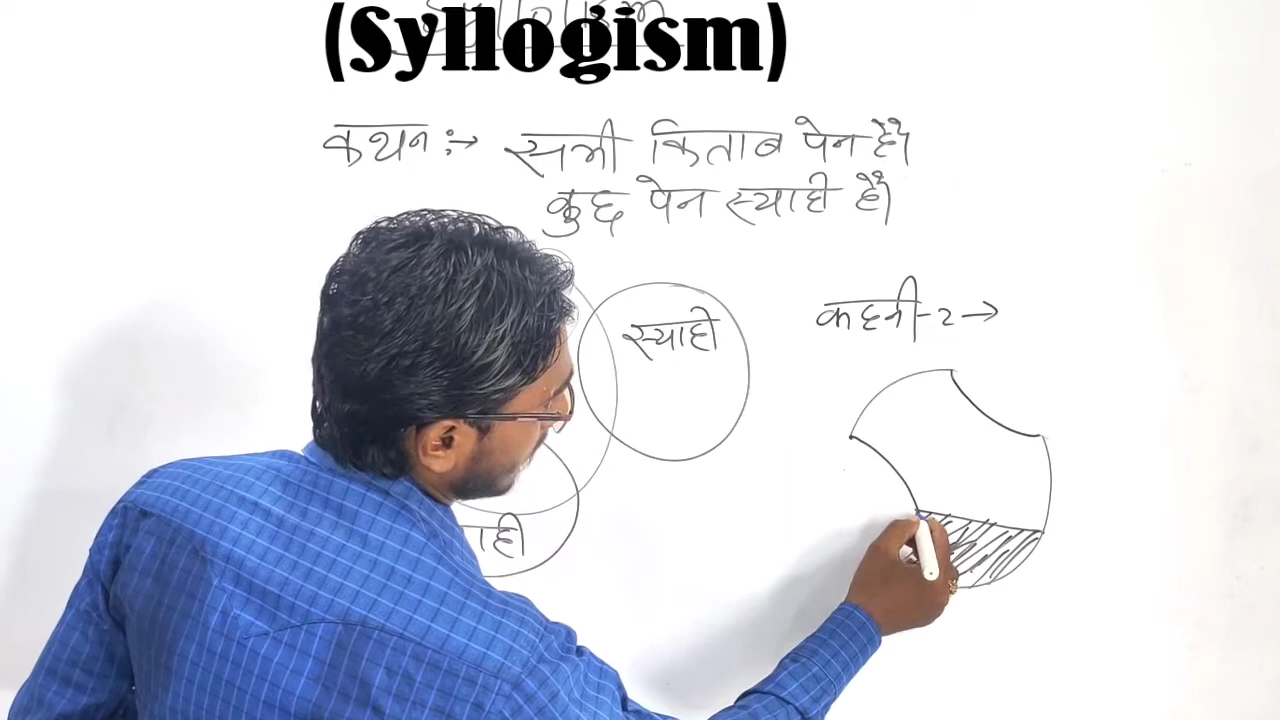 (Syllogism)
कथन :→ सभी किताब पेन हैं।
कुछ पेन स्याही हैं।
स्याही
कहनी-2 →
ाही